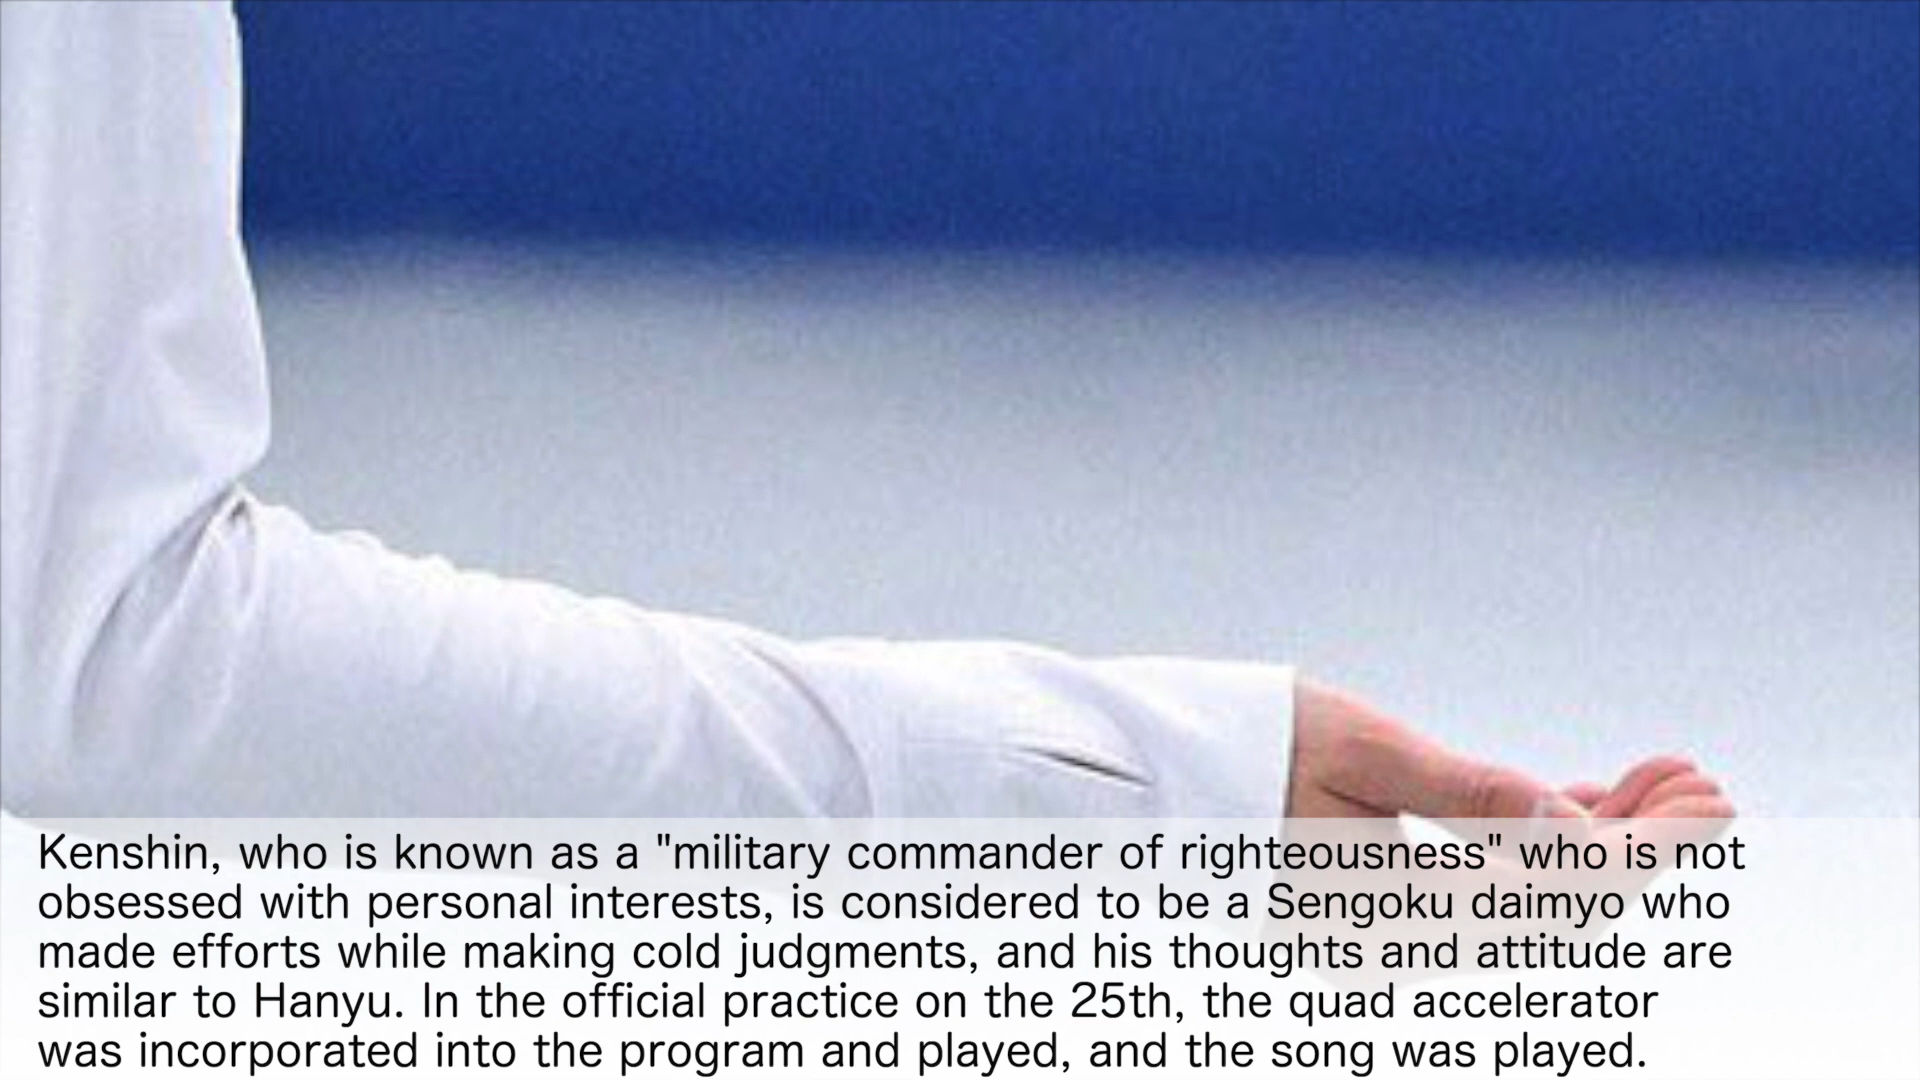 Kenshin, who is known as a "military commander of righteousness" who is not
obsessed with personal interests, is considered to be a Sengoku daimyo who
made efforts while making cold judgments, and his thoughts and attitude are
similar to Hanyu. In the official practice on the 25th, the quad accelerator
was incorporated into the program and played, and the song was played.